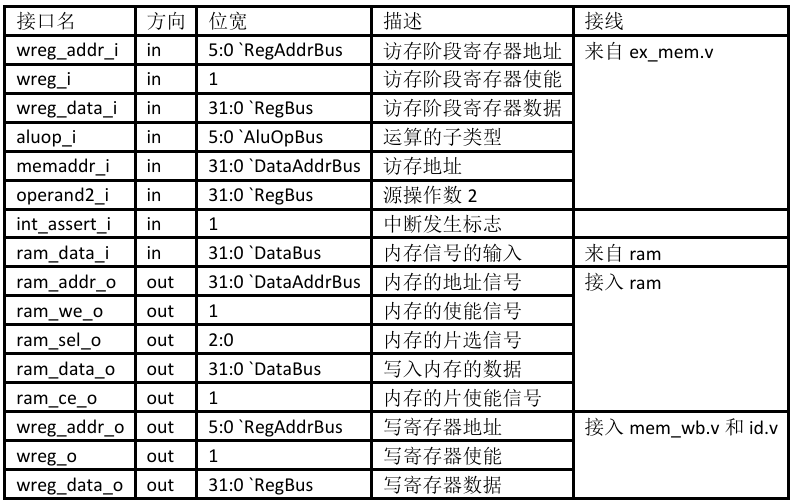 接口名 方向 位宽 描述 接线
wreg_addr_i in 5:0 `RegAddrBus 访存阶段寄存器地址 来自 ex_mem.v
wreg_i in 1 访存阶段寄存器使能
wreg_data_i in 31:0 `RegBus 访存阶段寄存器数据
aluop_i in 5:0 `AluOpBus 运算的子类型
memaddr_i in 31:0 `DataAddrBus 访存地址
operand2_i in 31:0 `RegBus 源操作数 2
int_assert_i in 1 中断发生标志
ram_data_i in 31:0 `DataBus 内存信号的输入 来自 ram
ram_addr_o out 31:0 `DataAddrBus 内存的地址信号 接入 ram
ram_we_o out 1 内存的使能信号
ram_sel_o out 2:0 内存的片选信号
ram_data_o out 31:0 `DataBus 写入内存的数据
ram_ce_o out 1 内存的片使能信号
wreg_addr_o out 5:0 `RegAddrBus 写寄存器地址 接入 mem_wb.v 和 id.v
wreg_o out 1 写寄存器使能
wreg_data_o out 31:0 `RegBus 写寄存器数据